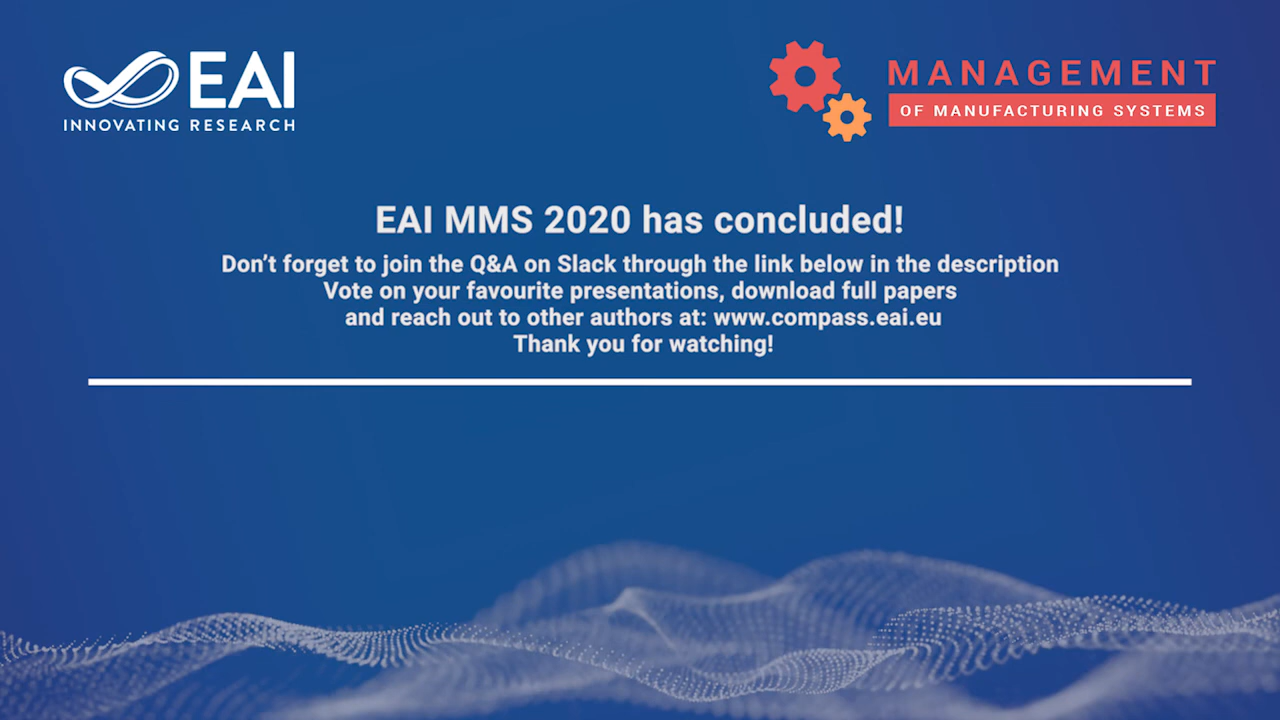 EAI
INNOVATING RESEARCH
MANAGEMENT
OF MANUFACTURING SYSTEMS
EAI MMS 2020 has concluded!
Don’t forget to join the Q&A on Slack through the link below in the description
Vote on your favourite presentations, download full papers
and reach out to other authors at: www.compass.eai.eu
Thank you for watching!